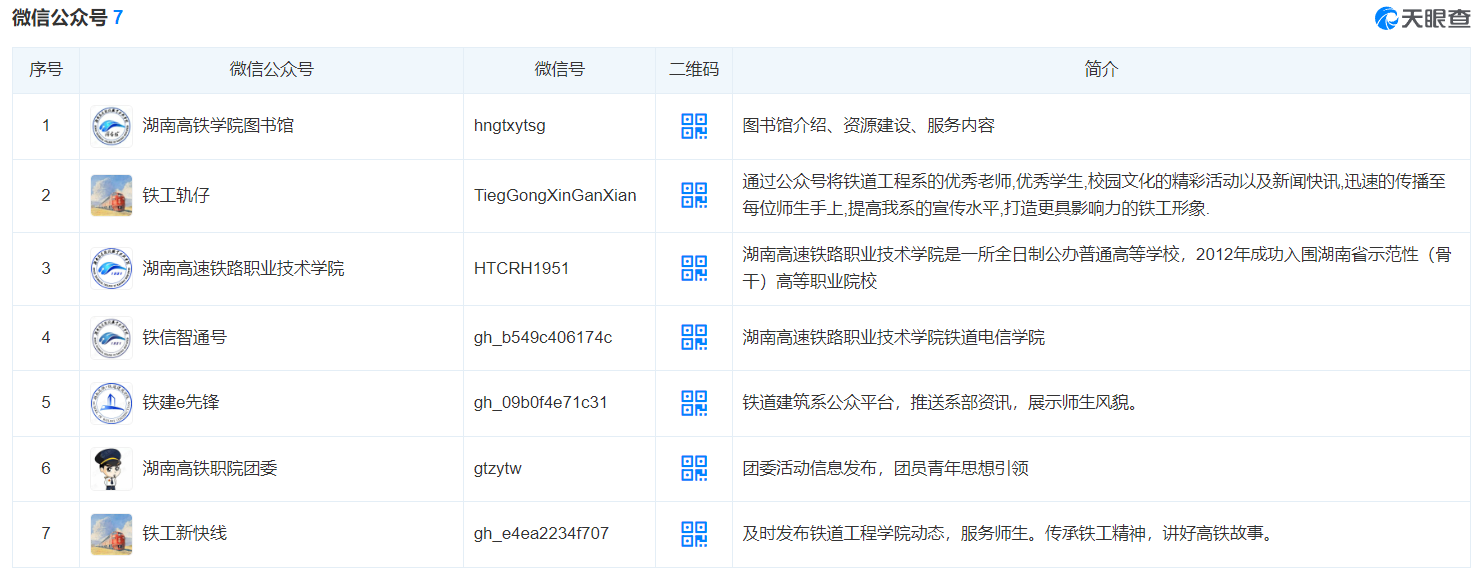 微信公众号 7
天眼查
序号 微信公众号 微信号 二维码 简介
1 湖南高铁学院图书馆 hngtxytsg 图书馆介绍、资源建设、服务内容
2 铁工轨仔 TiegGongXinGanXian 通过公众号将铁道工程系的优秀老师,优秀学生,校园文化的精彩活动以及新闻快讯,迅速的传播至
每位师生手上,提高我系的宣传水平,打造更具影响力的铁工形象.
3 湖南高速铁路职业技术学院 HTCRH1951 湖南高速铁路职业技术学院是一所全日制公办普通高等学校，2012年成功入围湖南省示范性（骨
干）高等职业院校
4 铁信智通号 gh_b549c406174c 湖南高速铁路职业技术学院铁道电信学院
5 铁建e先锋 gh_09b0f4e71c31 铁道建筑系公众平台，推送系部资讯，展示师生风貌。
6 湖南高铁职院团委 gtzytw 团委活动信息发布，团员青年思想引领
7 铁工新快线 gh_e4ea2234f707 及时发布铁道工程学院动态，服务师生。传承铁工精神，讲好高铁故事。